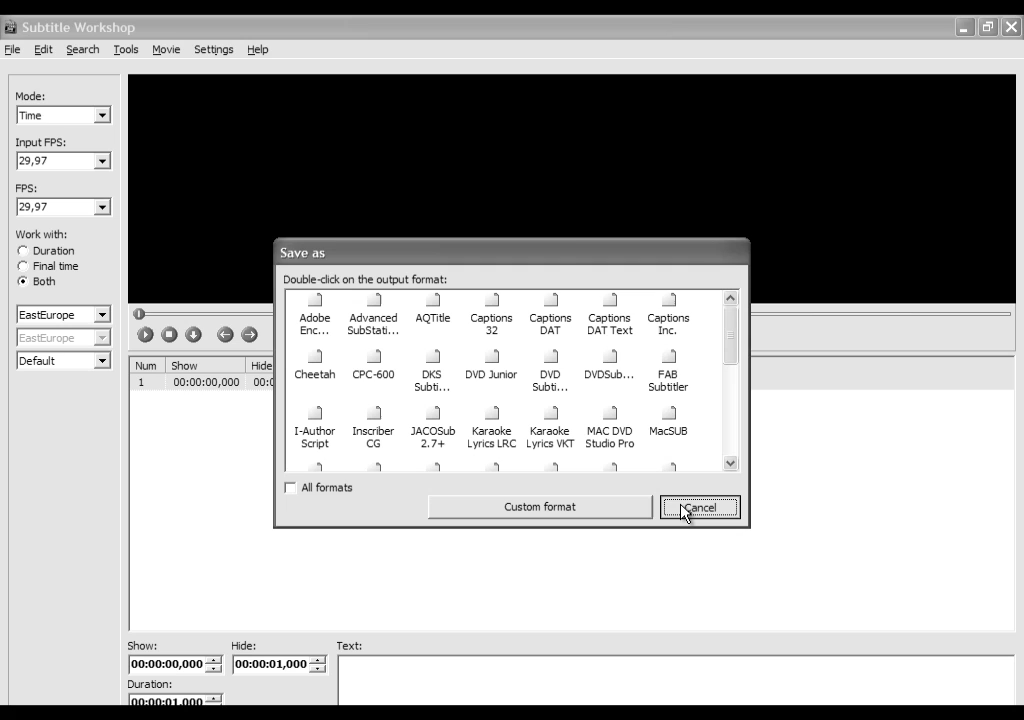 Subtitle Workshop
File Edit Search Tools Movie Settings Help
Mode:
Time
Input FPS:
29,97
FPS:
29,97
Work with:
Duration
Final time
Both
EastEurope
EastEurope
Default
Save as
Double-click on the output format:
Adobe Enc...
Advanced SubStati...
AQTitle
Captions 32
Captions DAT
Captions DAT Text
Captions Inc.
Cheetah
CPC-600
DKS Subti...
DVD Junior
DVD Subti...
DVDSub...
FAB Subtitler
I-Author Script
Inscriber CG
JACOSub 2.7+
Karaoke Lyrics LRC
Karaoke Lyrics VKT
MAC DVD Studio Pro
MacSUB
All formats
Custom format
Cancel
Num Show Hide
1 00:00:00,000 00:0
Show: Hide: Text:
00:00:00,000 00:00:01,000
Duration:
00:00:01,000